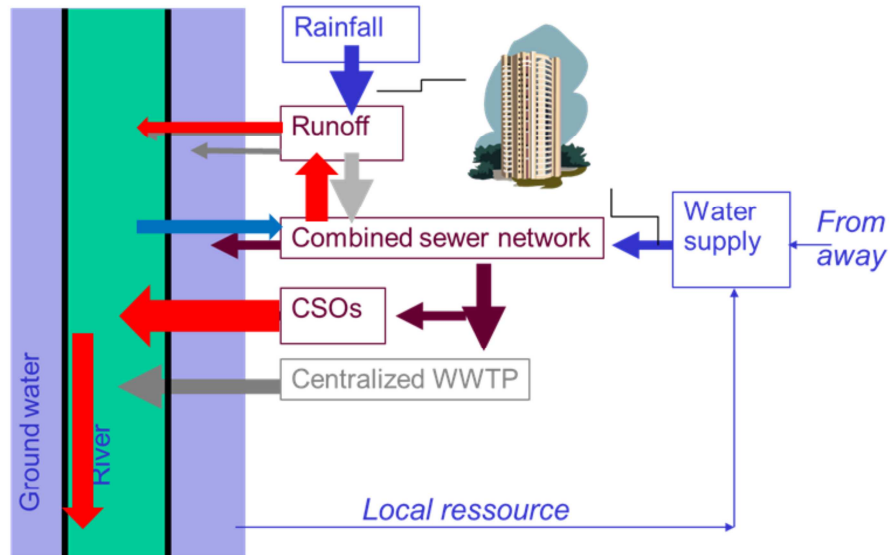 Rainfall
Runoff
Combined sewer network
Water
supply
From
away
CSOs
Centralized WWTP
Ground water
River
Local ressource